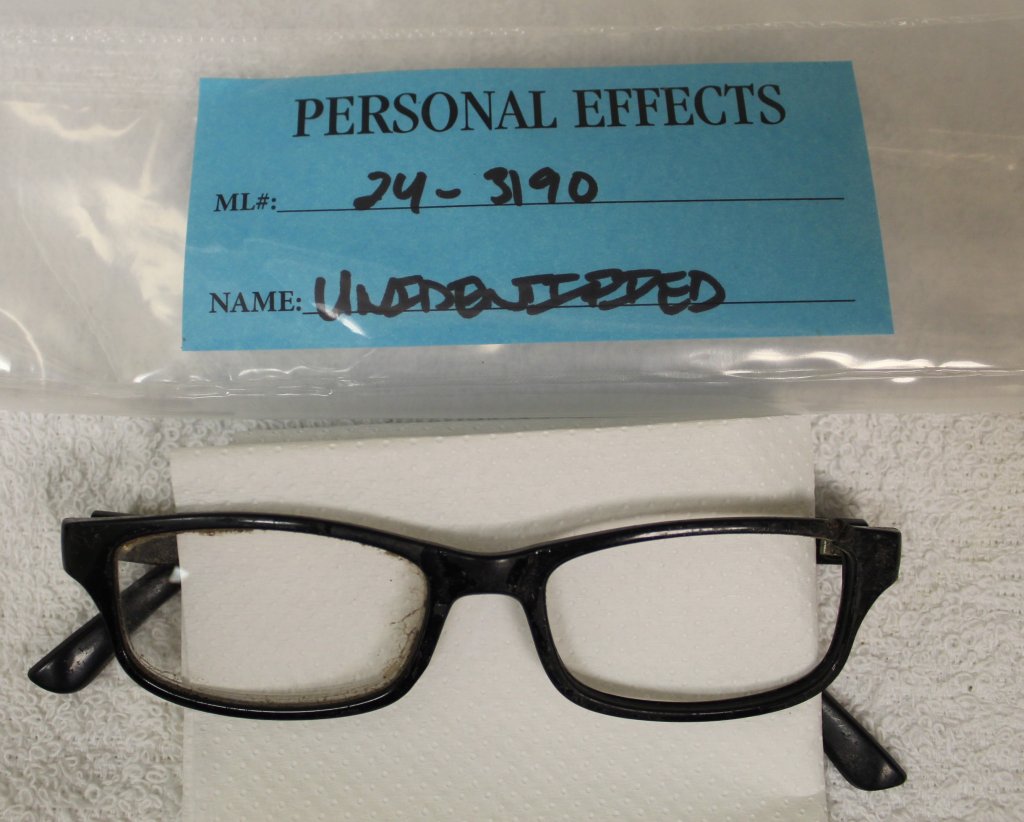 PERSONAL EFFECTS
ML#: 24-3190
NAME: UNIDENTIFIED